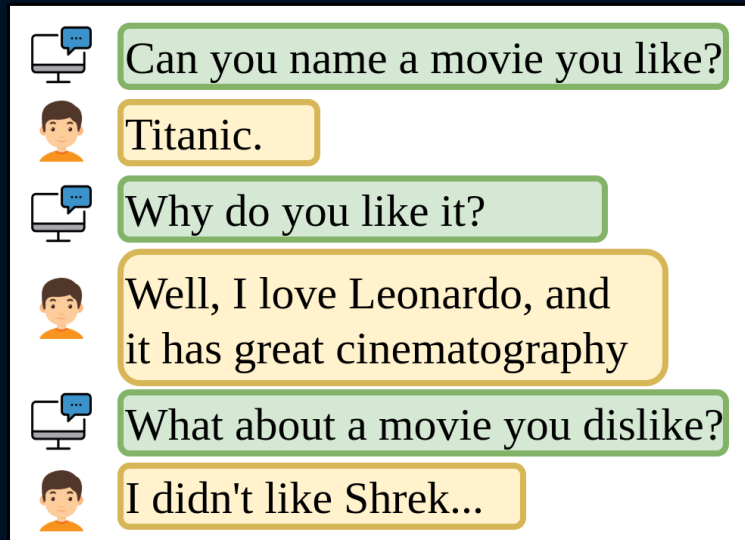 Can you name a movie you like?
Titanic.
Why do you like it?
Well, I love Leonardo, and
it has great cinematography
What about a movie you dislike?
I didn't like Shrek...